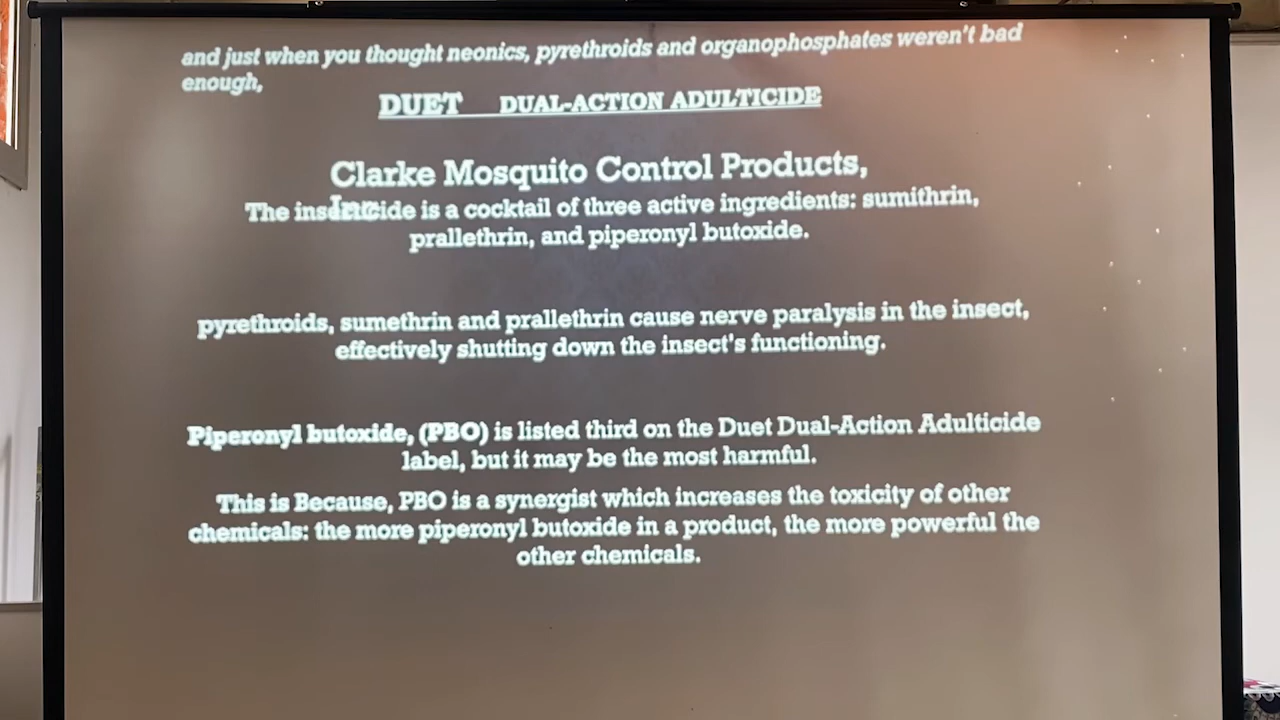 and just when you thought neonics, pyrethroids and organophosphates weren't bad
enough,
DUET DUAL-ACTION ADULTICIDE
Clarke Mosquito Control Products,
Inc
The insecticide is a cocktail of three active ingredients: sumithrin,
prallethrin, and piperonyl butoxide.
pyrethroids, sumethrin and prallethrin cause nerve paralysis in the insect,
effectively shutting down the insect's functioning.
Piperonyl butoxide, (PBO) is listed third on the Duet Dual-Action Adulticide
label, but it may be the most harmful.
This is Because, PBO is a synergist which increases the toxicity of other
chemicals: the more piperonyl butoxide in a product, the more powerful the
other chemicals.